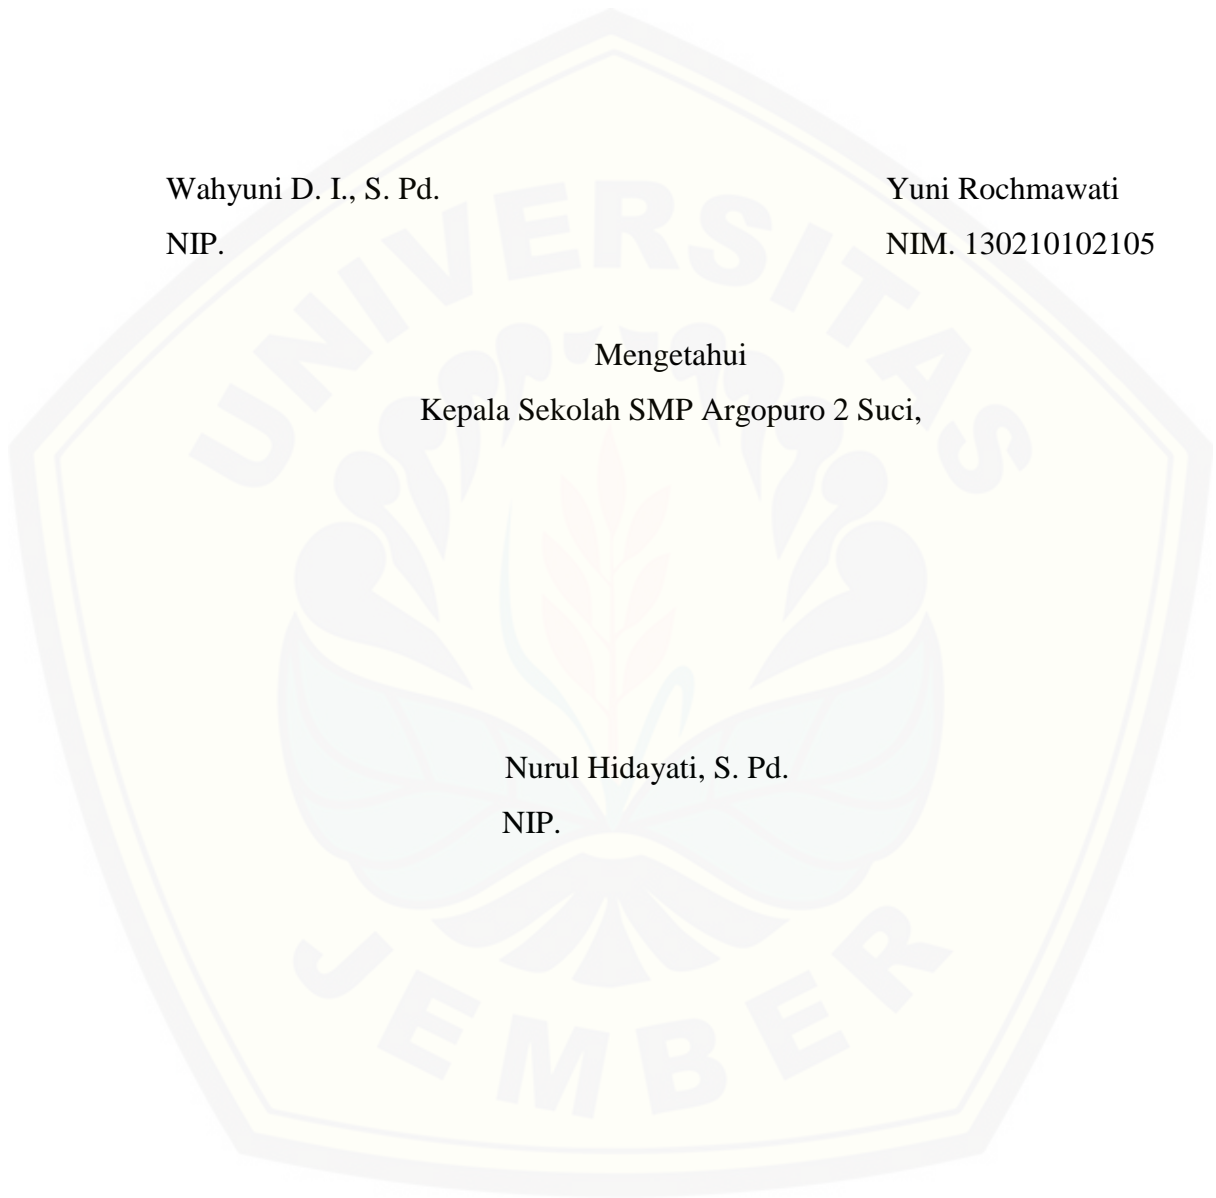 Wahyuni D. I., S. Pd. Yuni Rochmawati
NIP. NIM. 130210102105
Mengetahui
Kepala Sekolah SMP Argopuro 2 Suci,
Nurul Hidayati, S. Pd.
NIP.
UNIVERSITAS
JEMBER